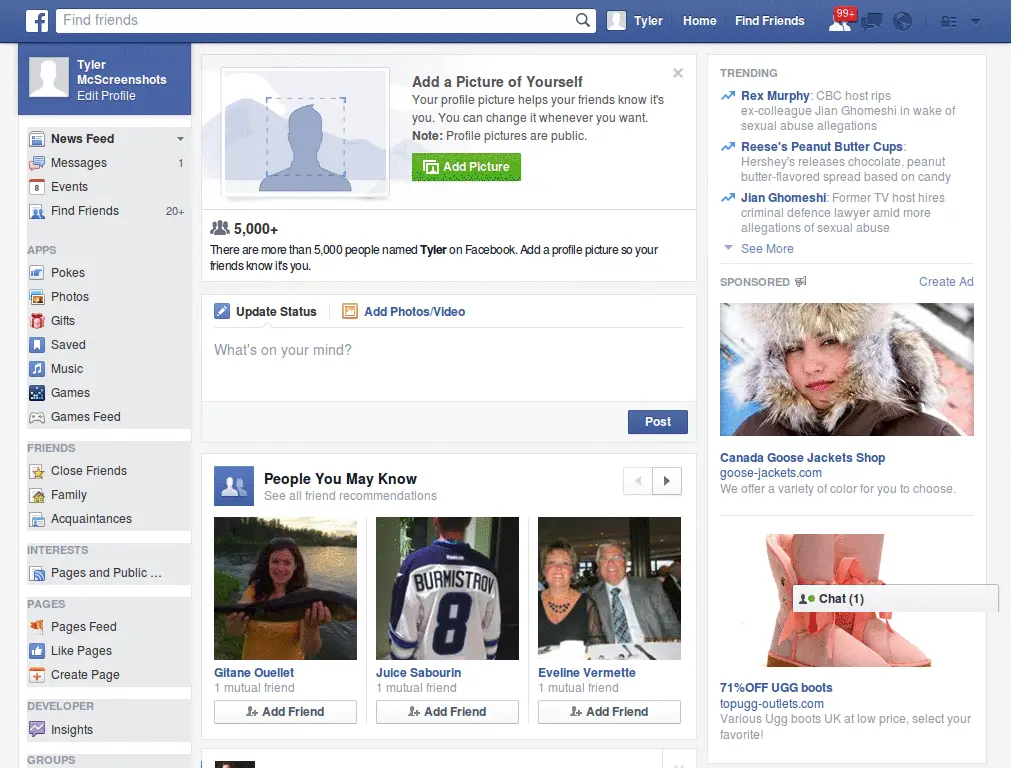 f
Find friends
Tyler
Home
Find Friends
99+
Tyler
McScreenshots
Edit Profile
News Feed
Messages 1
8 Events
Find Friends 20+
APPS
Pokes
Photos
Gifts
Saved
Music
Games
Games Feed
FRIENDS
Close Friends
Family
Acquaintances
INTERESTS
Pages and Public ...
PAGES
Pages Feed
Like Pages
Create Page
DEVELOPER
Insights
GROUPS
Add a Picture of Yourself
Your profile picture helps your friends know it's
you. You can change it whenever you want.
Note: Profile pictures are public.
Add Picture
5,000+
There are more than 5,000 people named Tyler on Facebook. Add a profile picture so your
friends know it's you.
Update Status
Add Photos/Video
What's on your mind?
Post
People You May Know
See all friend recommendations
Reebok
BURMISTROV
8
Gitane Ouellet
1 mutual friend
Add Friend
Juice Sabourin
1 mutual friend
Add Friend
Eveline Vermette
1 mutual friend
Add Friend
TRENDING
Rex Murphy: CBC host rips
ex-colleague Jian Ghomeshi in wake of
sexual abuse allegations
Reese's Peanut Butter Cups:
Hershey's releases chocolate, peanut
butter-flavored spread based on candy
Jian Ghomeshi: Former TV host hires
criminal defence lawyer amid more
allegations of sexual abuse
See More
SPONSORED
Create Ad
Canada Goose Jackets Shop
goose-jackets.com
We offer a variety of color for you to choose.
Chat (1)
71%OFF UGG boots
topugg-outlets.com
Various Ugg boots UK at low price, select your
favorite!